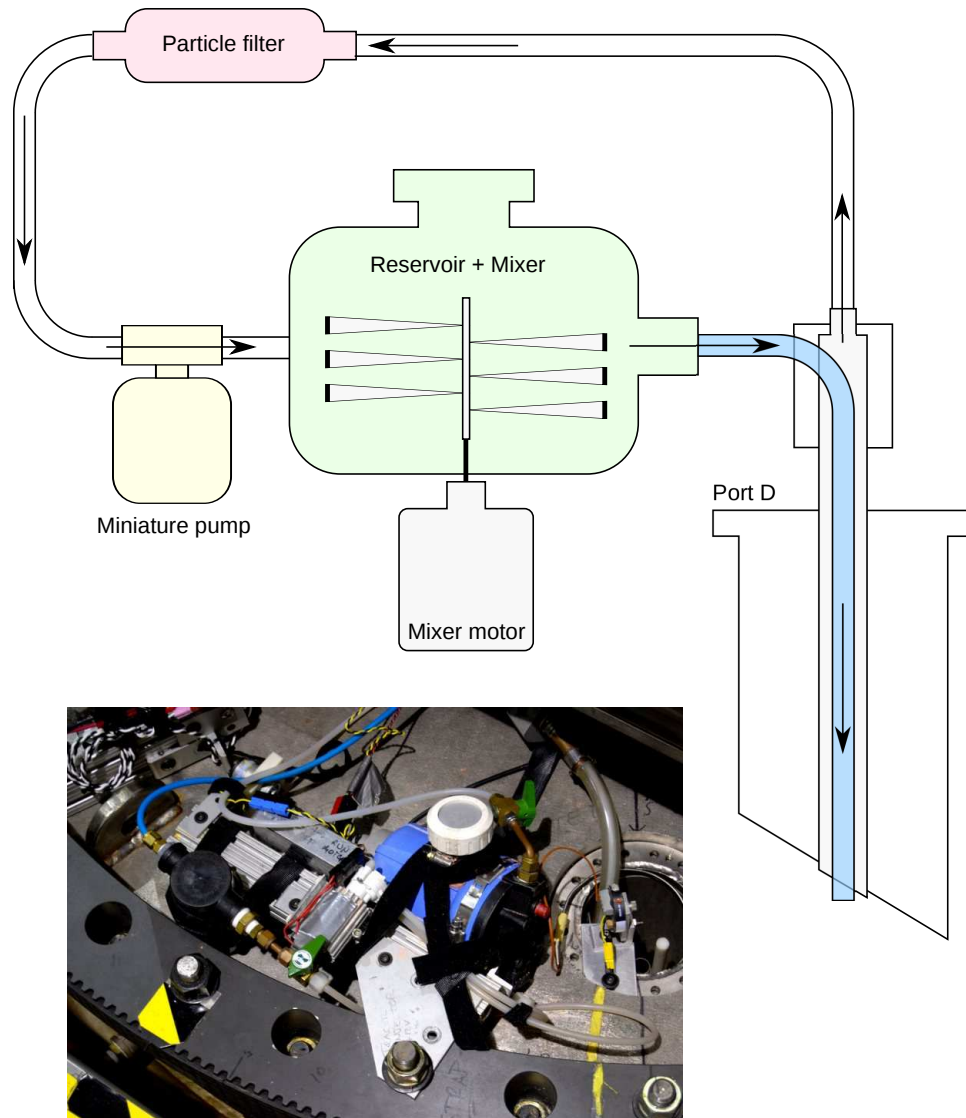 Particle filter
Reservoir + Mixer
Port D
Miniature pump
Mixer motor